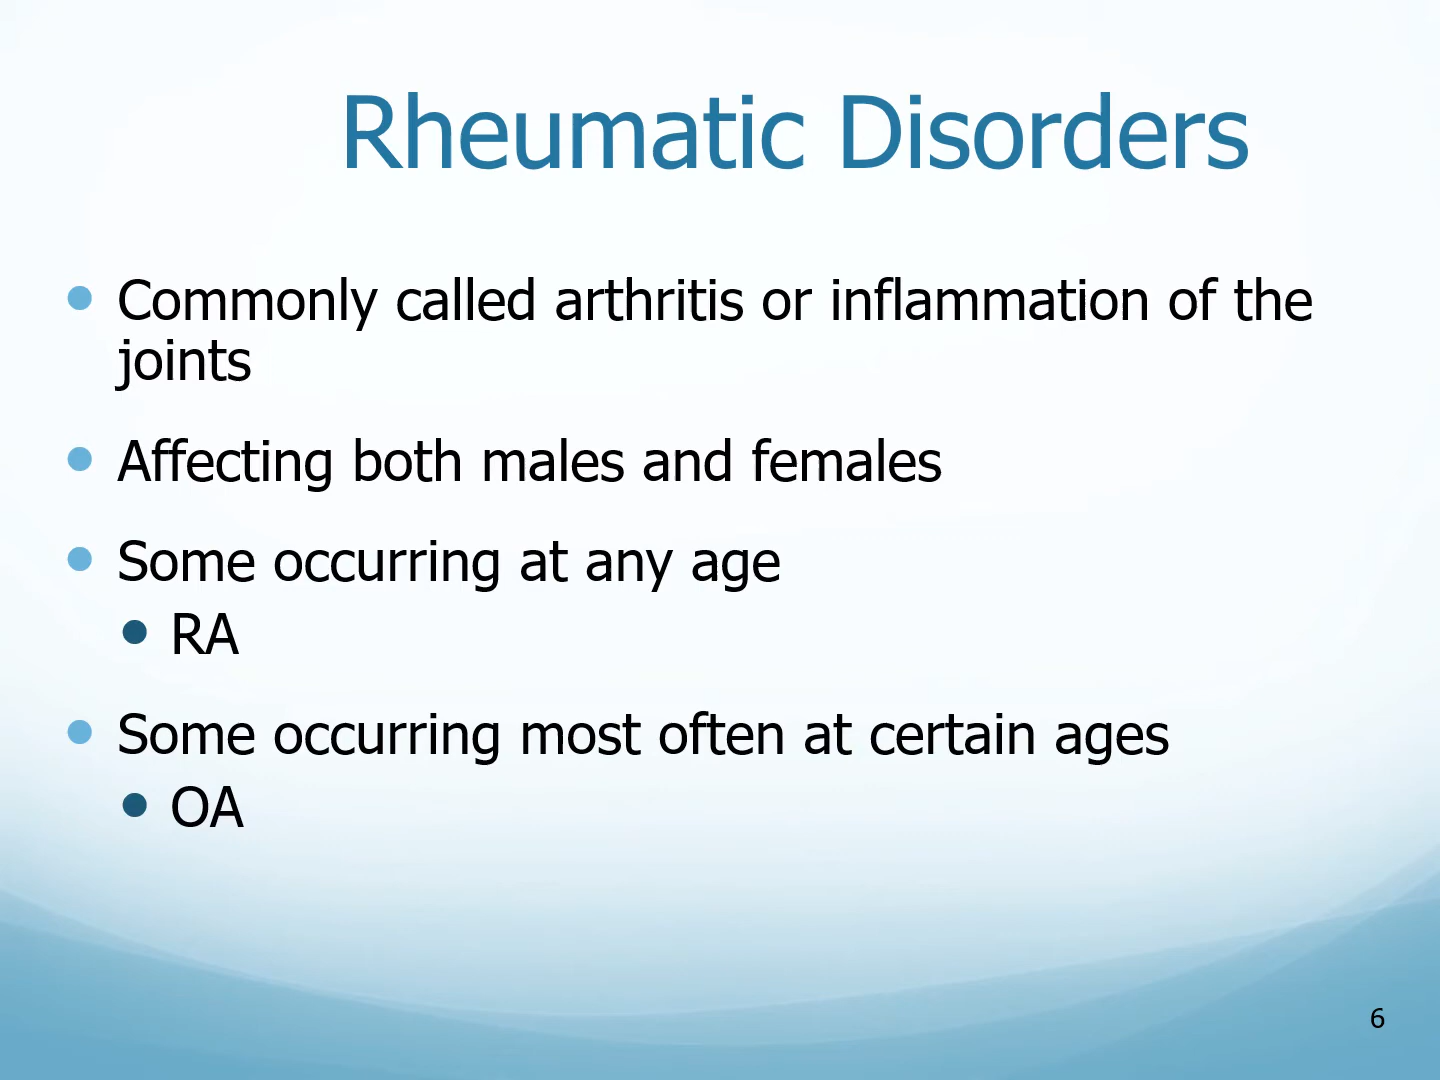 Rheumatic Disorders
Commonly called arthritis or inflammation of the
joints
Affecting both males and females
Some occurring at any age
RA
Some occurring most often at certain ages
OA
6